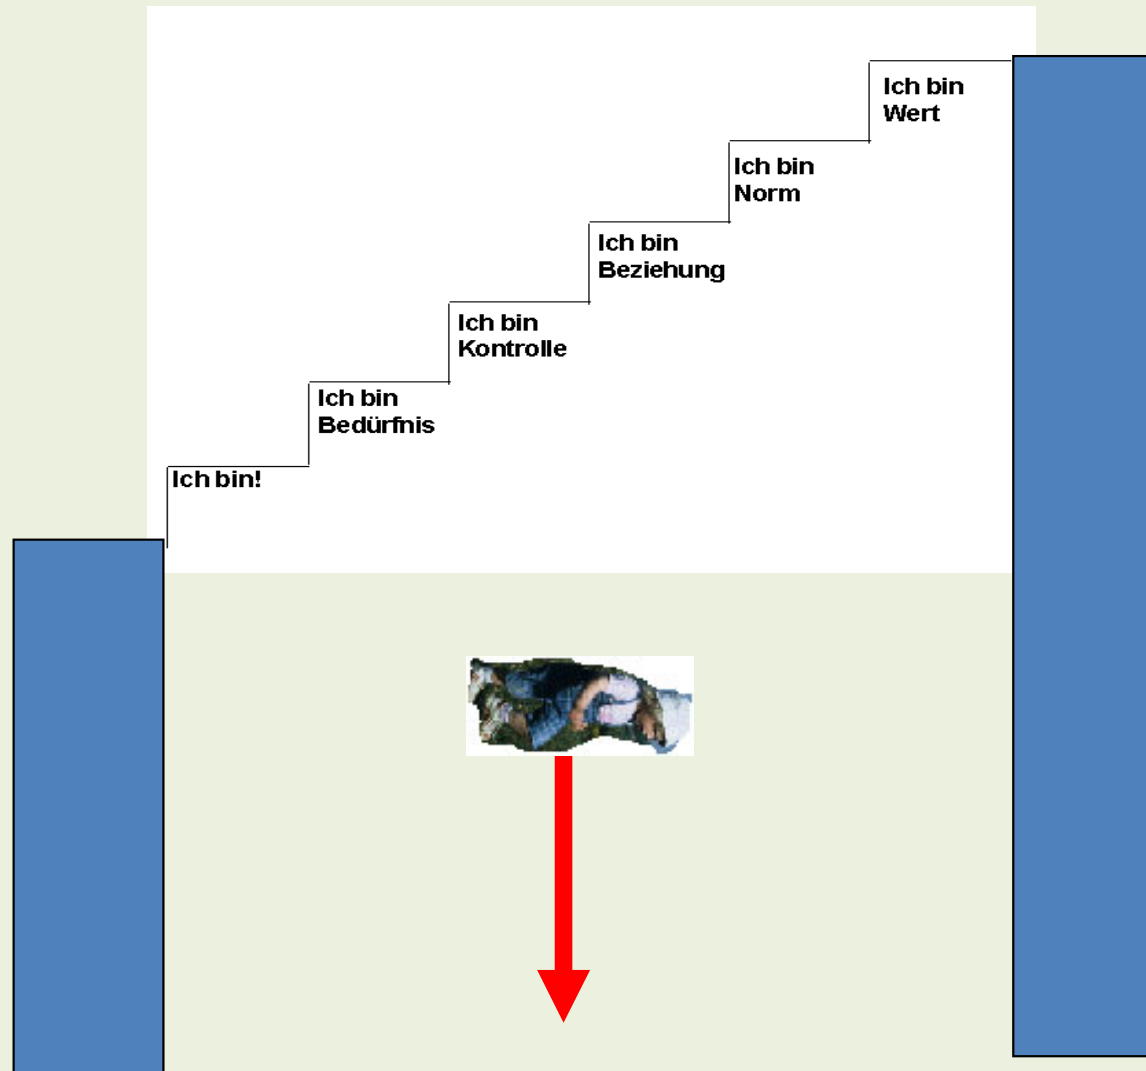 Ich bin
Wert
Ich bin
Norm
Ich bin
Beziehung
Ich bin
Kontrolle
Ich bin
Bedürfnis
Ich bin!